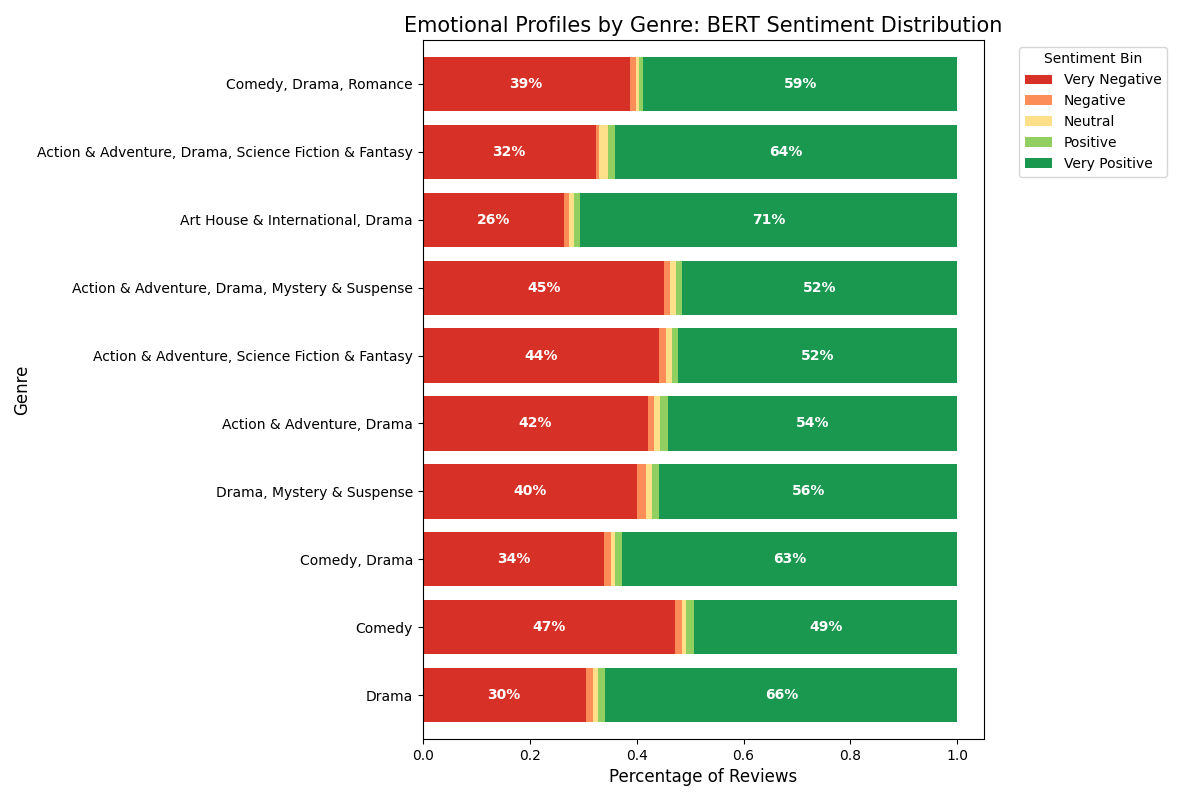 Emotional Profiles by Genre: BERT Sentiment Distribution
Comedy, Drama, Romance
39%
59%
Action & Adventure, Drama, Science Fiction & Fantasy
32%
64%
Art House & International, Drama
26%
71%
Action & Adventure, Drama, Mystery & Suspense
45%
52%
Action & Adventure, Science Fiction & Fantasy
44%
52%
Action & Adventure, Drama
42%
54%
Drama, Mystery & Suspense
40%
56%
Comedy, Drama
34%
63%
Comedy
47%
49%
Drama
30%
66%
Genre
0.0
0.2
0.4
0.6
0.8
1.0
Percentage of Reviews
Sentiment Bin
Very Negative
Negative
Neutral
Positive
Very Positive